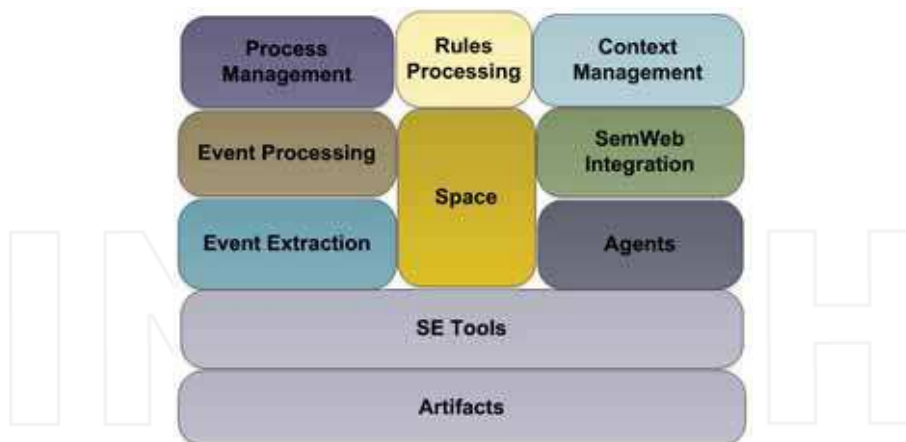 Process
Management
Rules
Processing
Context
Management
Event Processing
SemWeb
Integration
Space
Event Extraction
Agents
SE Tools
Artifacts